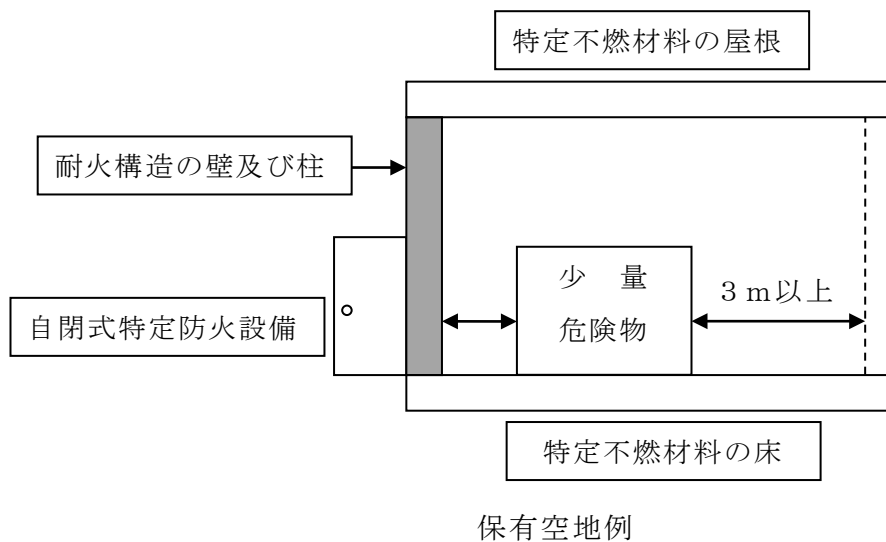 特定不燃材料の屋根
耐火構造の壁及び柱
少　量
危険物
３ｍ以上
自閉式特定防火設備
特定不燃材料の床
保有空地例